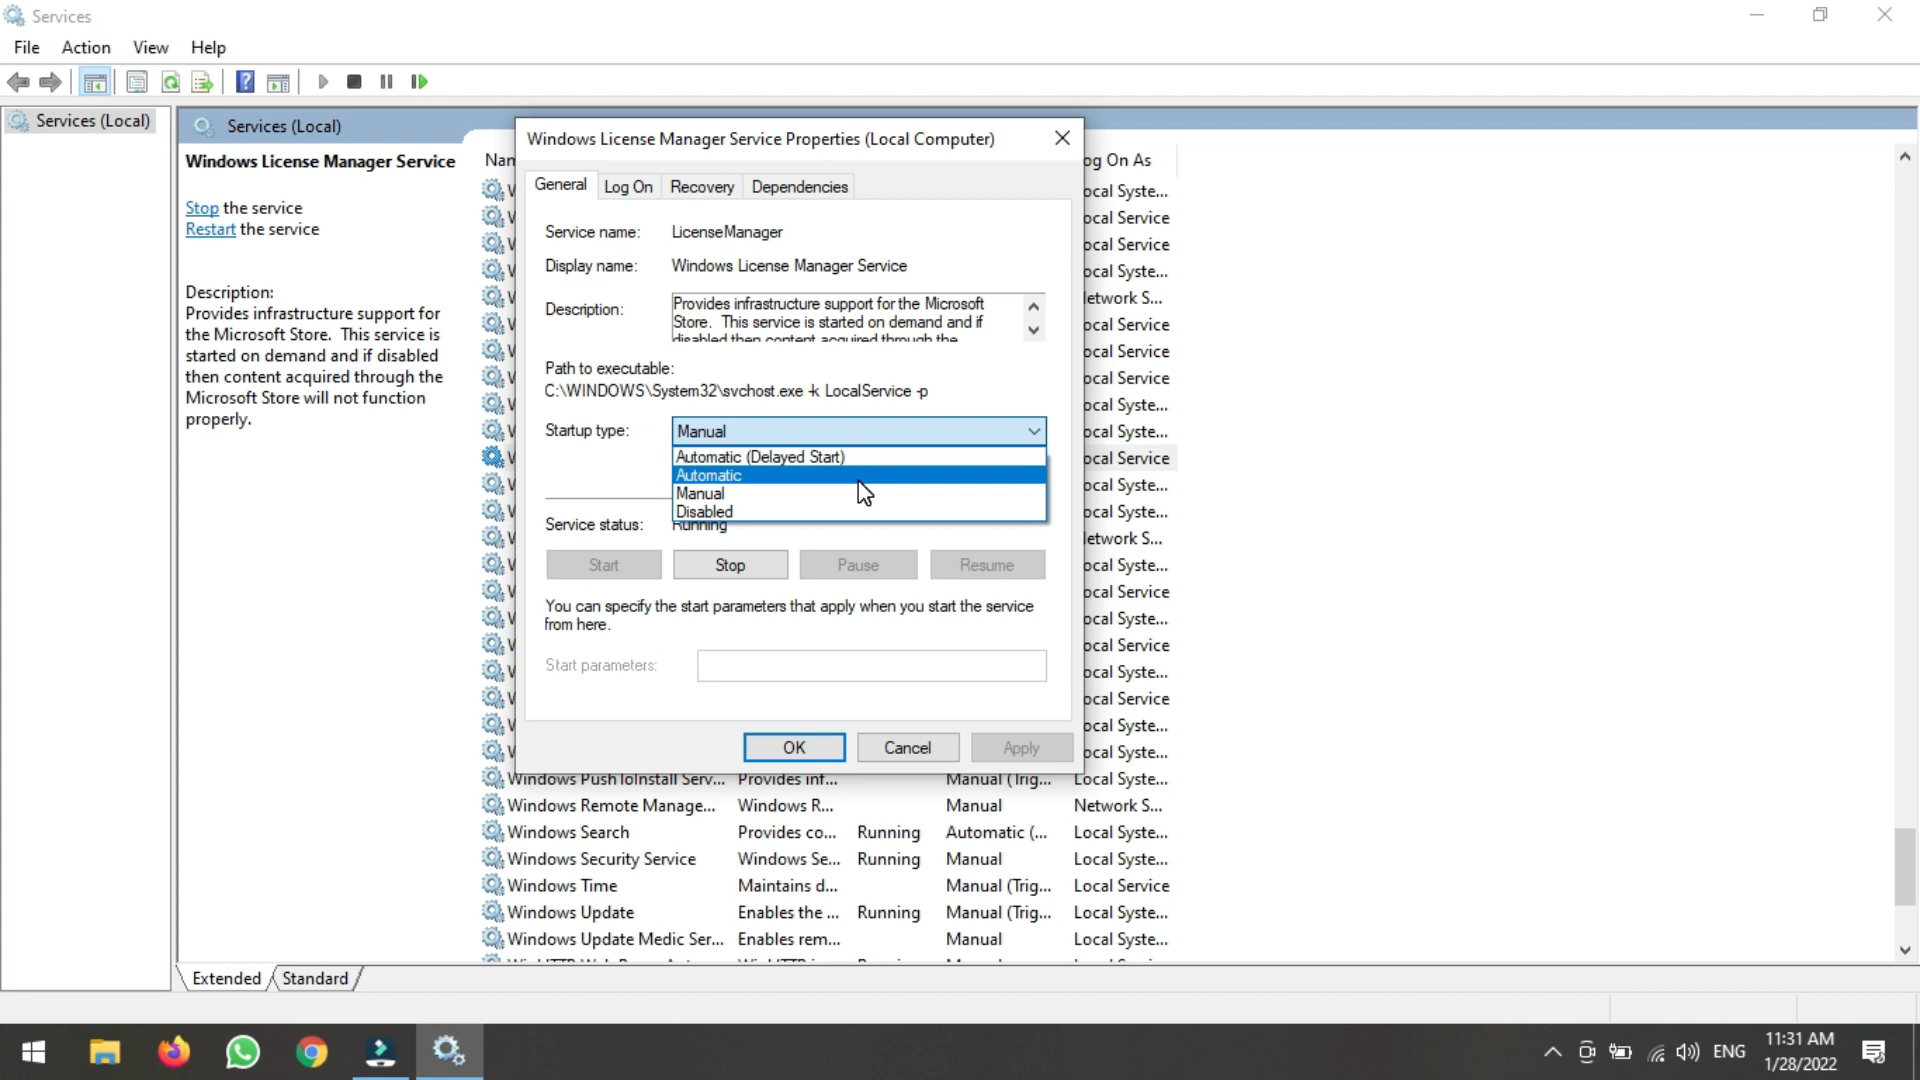 Services
File Action View Help
Services (Local)
Services (Local)
Windows License Manager Service
Stop the service
Restart the service
Description:
Provides infrastructure support for
the Microsoft Store. This service is
started on demand and if disabled
then content acquired through the
Microsoft Store will not function
properly.
Windows License Manager Service Properties (Local Computer)
General Log On Recovery Dependencies
Service name: LicenseManager
Display name: Windows License Manager Service
Description: Provides infrastructure support for the Microsoft
Store. This service is started on demand and if
disabled then content acquired through the
Path to executable:
C:\WINDOWS\System32\svchost.exe -k LocalService -p
Startup type: Manual
Automatic (Delayed Start)
Automatic
Manual
Disabled
Service status: Running
Start Stop Pause Resume
You can specify the start parameters that apply when you start the service
from here.
Start parameters:
OK Cancel Apply
og On As
ocal Syste...
ocal Service
ocal Service
ocal Syste...
etwork S...
ocal Service
ocal Service
ocal Service
ocal Syste...
ocal Syste...
ocal Service
ocal Syste...
ocal Syste...
etwork S...
ocal Syste...
ocal Service
ocal Syste...
ocal Service
ocal Syste...
ocal Service
ocal Syste...
ocal Syste...
Windows PushToInstall Serv... Provides inf... Manual (Trig... Local Syste...
Windows Remote Manage... Windows R... Manual Network S...
Windows Search Provides co... Running Automatic (... Local Syste...
Windows Security Service Windows Se... Running Manual Local Syste...
Windows Time Maintains d... Manual (Trig... Local Service
Windows Update Enables the ... Running Manual (Trig... Local Syste...
Windows Update Medic Ser... Enables rem... Manual Local Syste...
Extended Standard
ENG
11:31 AM
1/28/2022